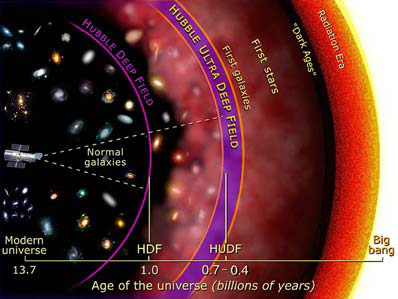 HUBBLE DEEP FIELD
HUBBLE ULTRA DEEP FIELD
First galaxies
First stars
"Dark Ages"
Radiation Era
Normal
galaxies
Modern
universe
HDF
HUDF
Big
bang
13.7
1.0
0.7 - 0.4
Age of the universe (billions of years)